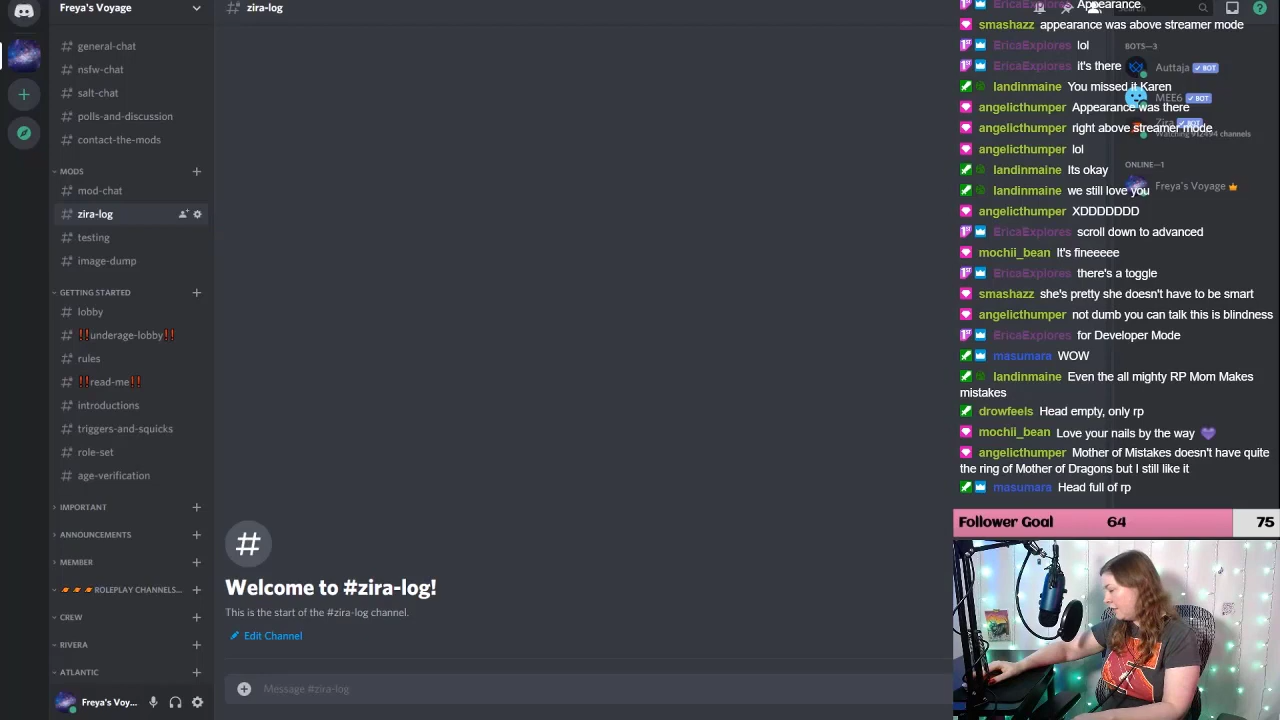 Freya's Voyage
general-chat
nsfw-chat
salt-chat
polls-and-discussion
contact-the-mods
MODS
mod-chat
zira-log
testing
image-dump
GETTING STARTED
lobby
‼underage-lobby‼
rules
‼read-me‼
introductions
triggers-and-squicks
role-set
age-verification
IMPORTANT
ANNOUNCEMENTS
MEMBER
ROLEPLAY CHANNELS...
CREW
RIVERA
ATLANTIC
Freya's Voy...
# zira-log
#
Welcome to #zira-log!
This is the start of the #zira-log channel.
Edit Channel
Message #zira-log
Search
EricaExplores Appearance
smashazz appearance was above streamer mode
EricaExplores lol
EricaExplores it's there
landinmaine You missed it Karen
angelicthumper Appearance was there
angelicthumper right above streamer mode
angelicthumper lol
landinmaine Its okay
landinmaine we still love you
angelicthumper XDDDDDDD
EricaExplores scroll down to advanced
mochii_bean It's fineeeee
EricaExplores there's a toggle
smashazz she's pretty she doesn't have to be smart
angelicthumper not dumb you can talk this is blindness
EricaExplores for Developer Mode
masumara WOW
landinmaine Even the all mighty RP Mom Makes
mistakes
drowfeels Head empty, only rp
mochii_bean Love your nails by the way 💜
angelicthumper Mother of Mistakes doesn't have quite
the ring of Mother of Dragons but I still like it
masumara Head full of rp
BOTS—3
Auttaja BOT
MEE6 BOT
Zira BOT
Watching 912494 channels
ONLINE—1
Freya's Voyage
Follower Goal 64 75